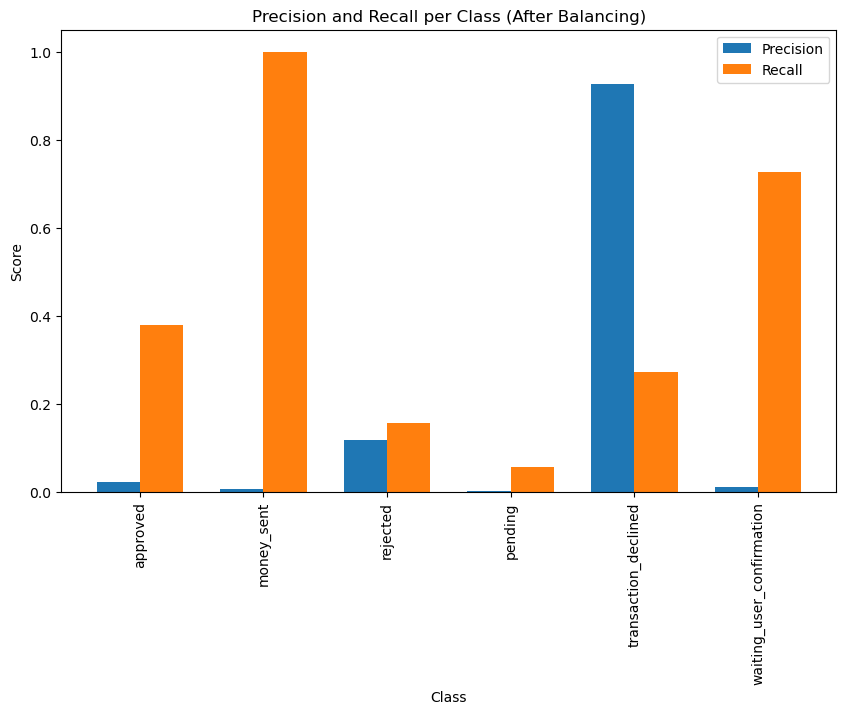 Precision and Recall per Class (After Balancing)
Precision
Recall
Score
1.0
0.8
0.6
0.4
0.2
0.0
approved
money_sent
rejected
pending
transaction_declined
waiting_user_confirmation
Class